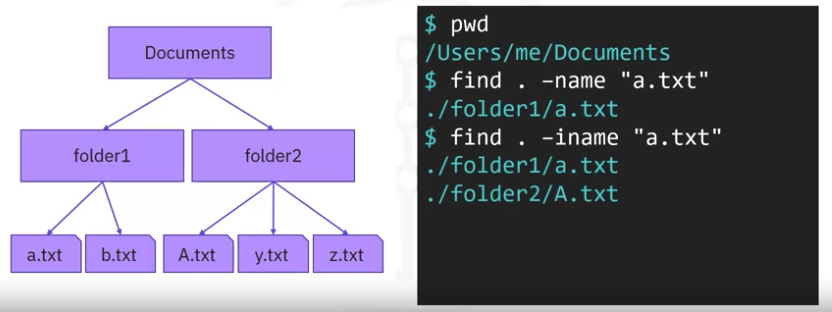 Documents
folder1
folder2
a.txt
b.txt
A.txt
y.txt
z.txt
$ pwd
/Users/me/Documents
$ find . –name "a.txt"
./folder1/a.txt
$ find . –iname "a.txt"
./folder1/a.txt
./folder2/A.txt